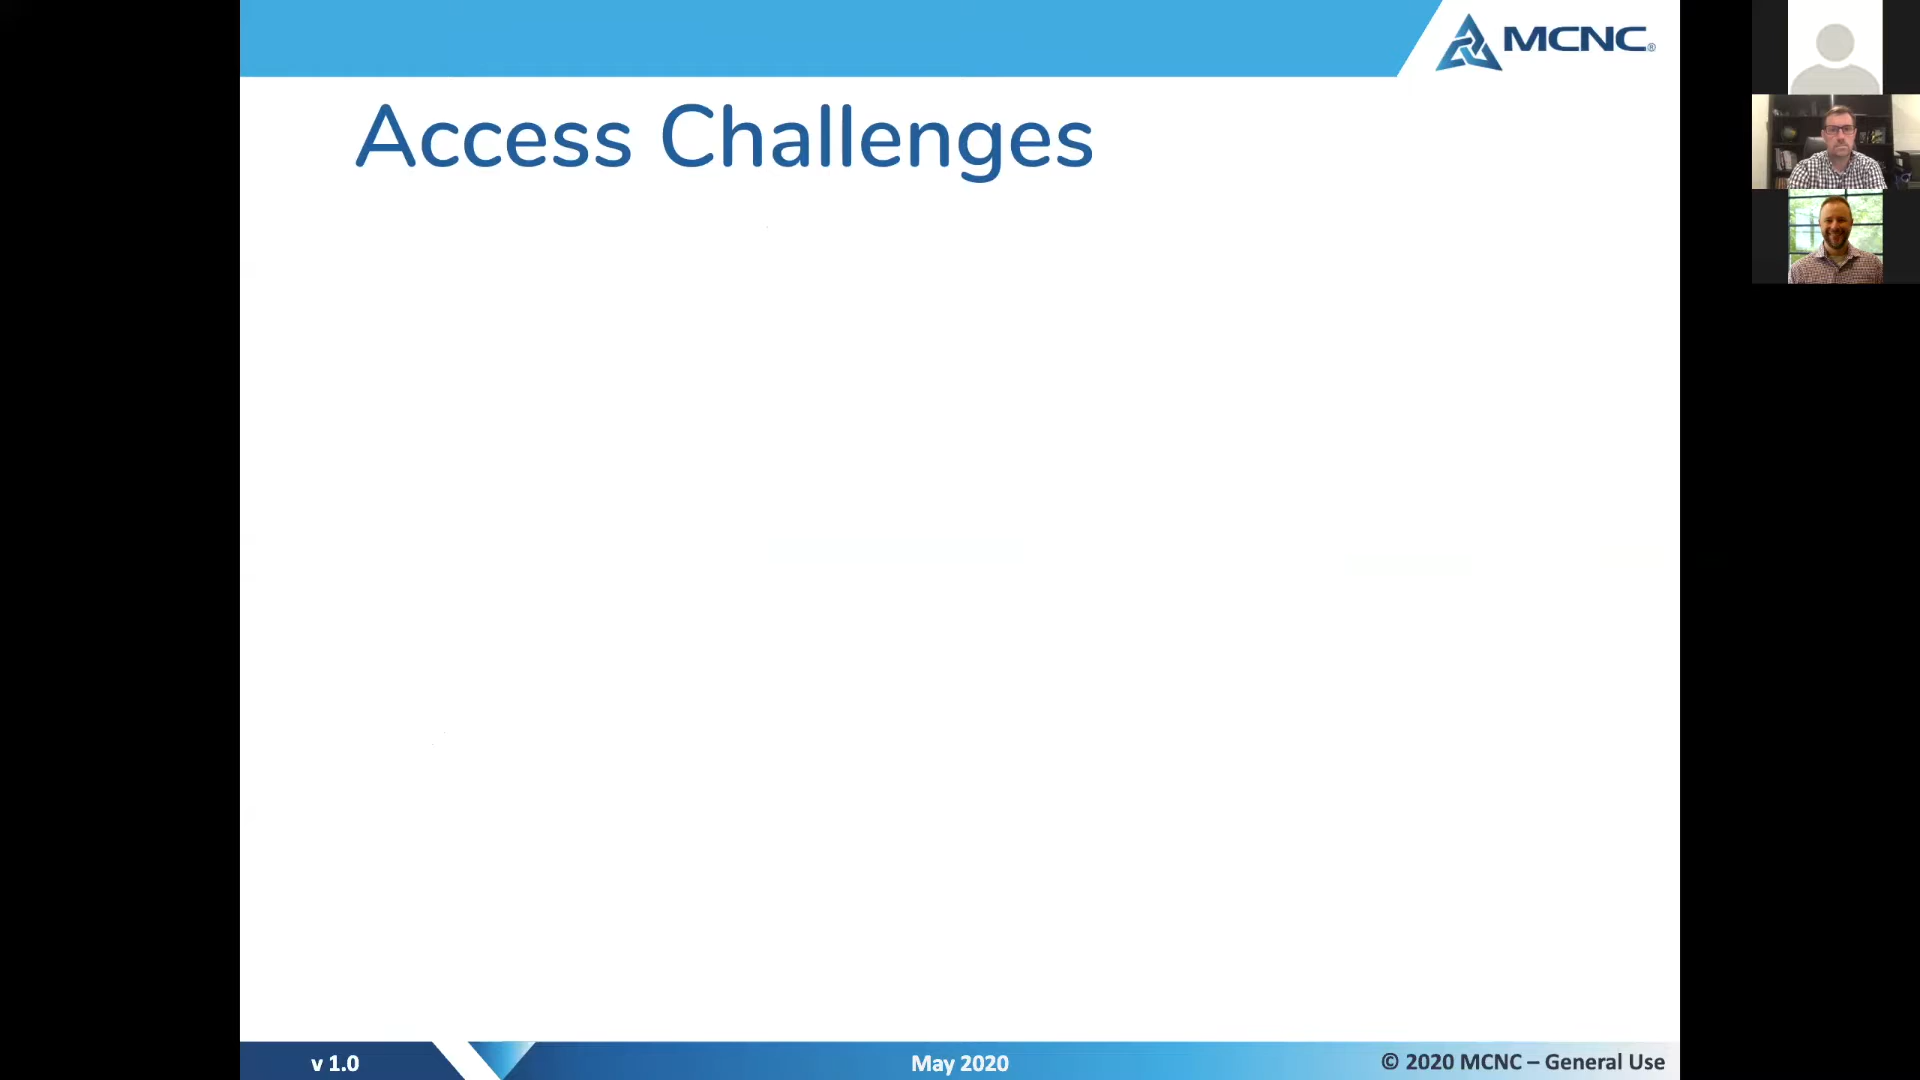 MCNC®
Access Challenges
v 1.0
May 2020
© 2020 MCNC – General Use